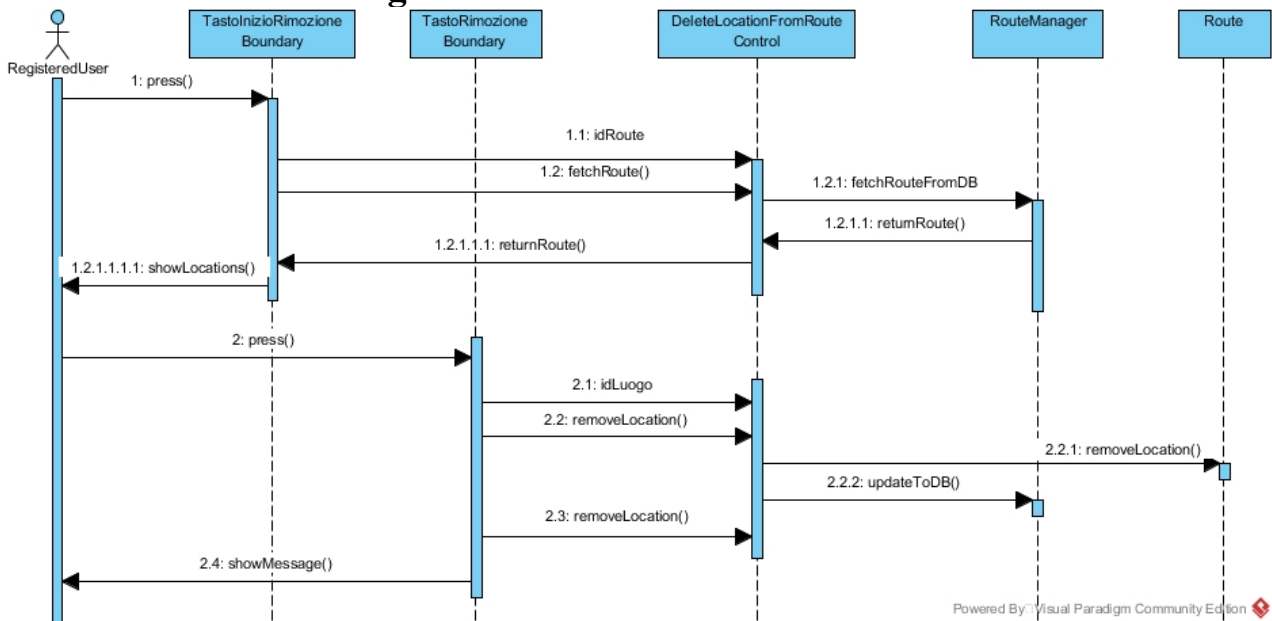 TastoInizioRimozione
Boundary
TastoRimozione
Boundary
DeleteLocationFromRoute
Control
RouteManager
Route
RegisteredUser
1: press()
1.1: idRoute
1.2: fetchRoute()
1.2.1: fetchRouteFromDB
1.2.1.1: returnRoute()
1.2.1.1.1: returnRoute()
1.2.1.1.1.1: showLocations()
2: press()
2.1: idLuogo
2.2: removeLocation()
2.2.1: removeLocation()
2.2.2: updateToDB()
2.3: removeLocation()
2.4: showMessage()
Powered By Visual Paradigm Community Edition